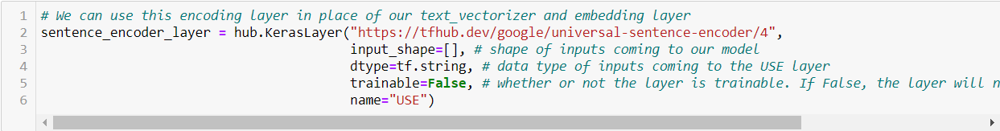 1 # We can use this encoding layer in place of our text_vectorizer and embedding layer
2 sentence_encoder_layer = hub.KerasLayer("https://tfhub.dev/google/universal-sentence-encoder/4",
3 input_shape=[], # shape of inputs coming to our model
4 dtype=tf.string, # data type of inputs coming to the USE layer
5 trainable=False, # whether or not the layer is trainable. If False, the layer will
6 name="USE")